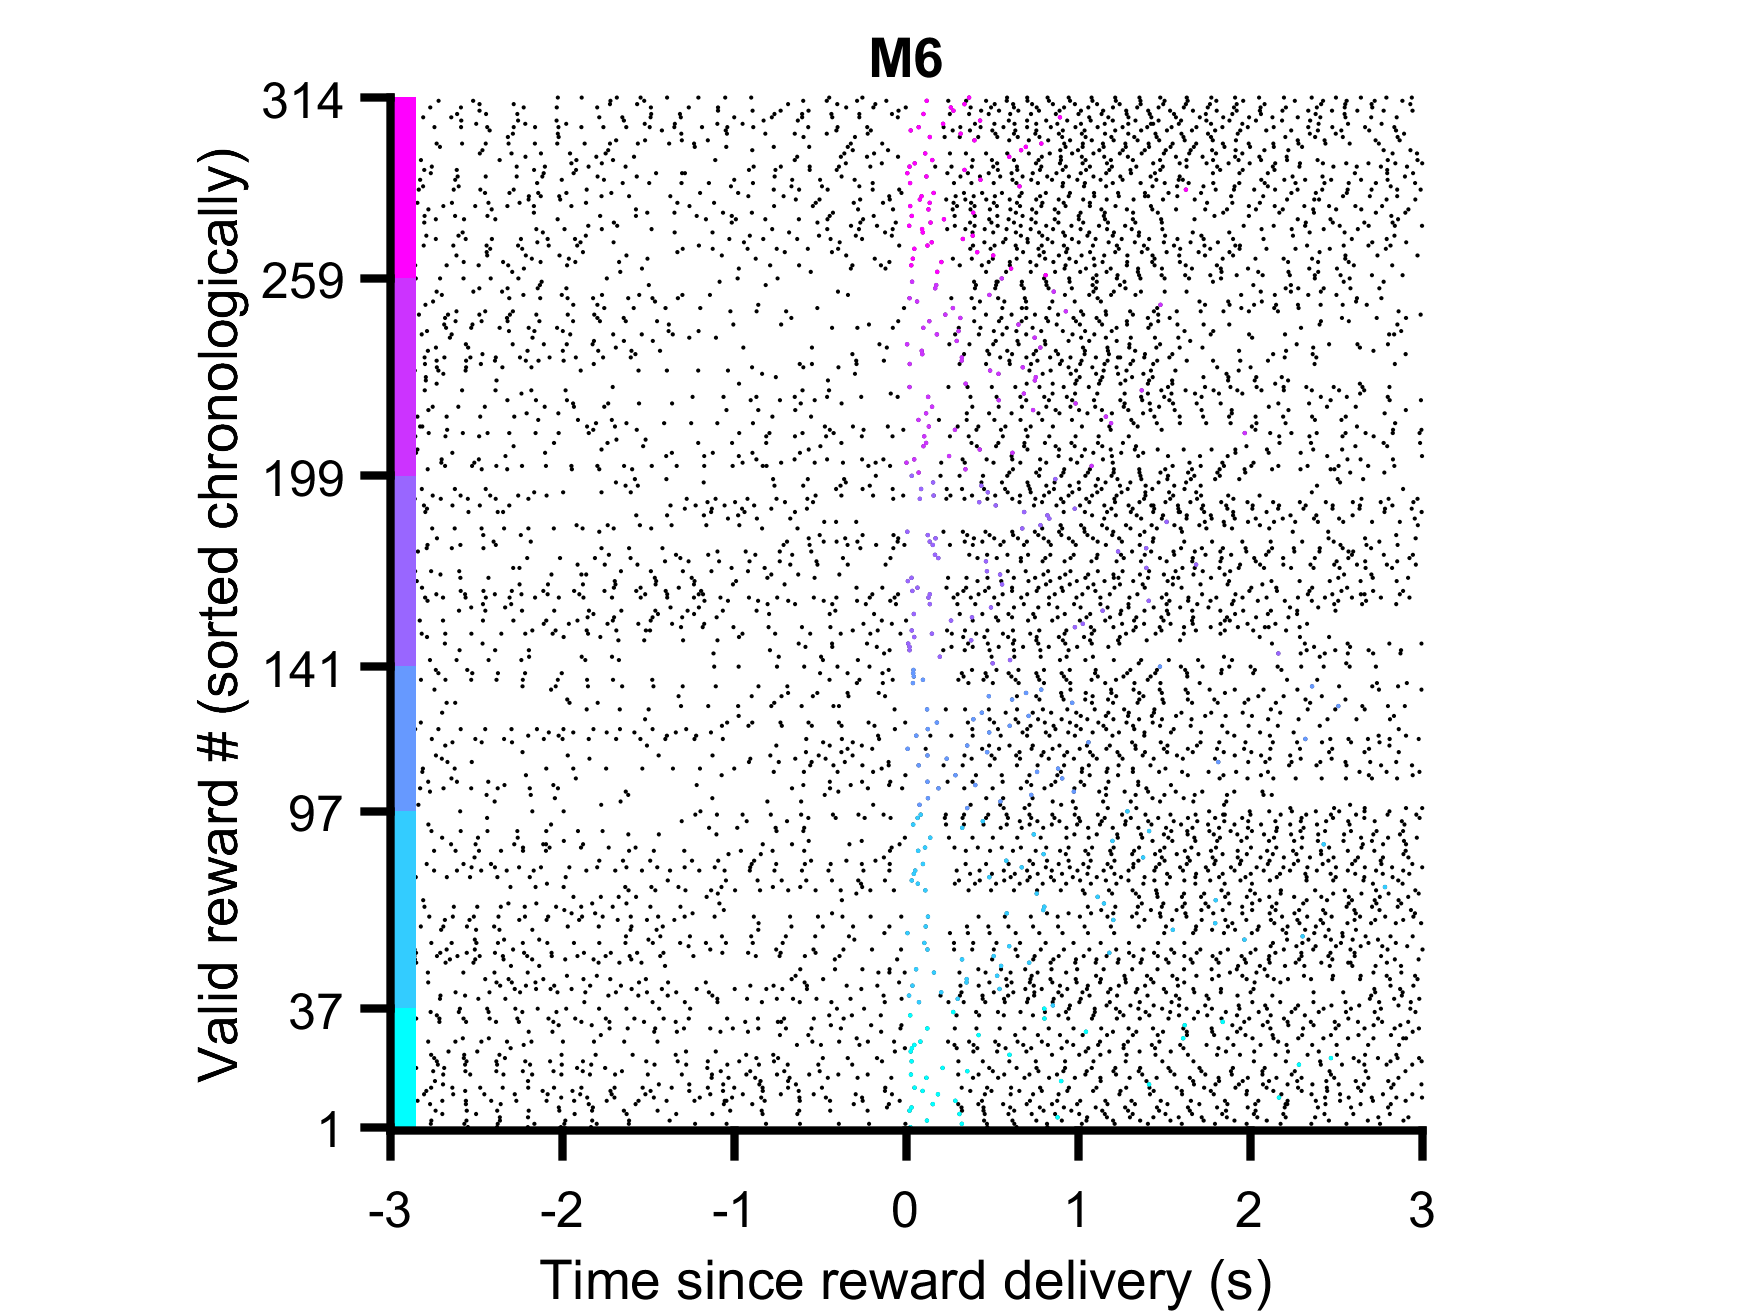 M6
314
259
199
141
97
37
1
Valid reward # (sorted chronologically)
-3 -2 -1 0 1 2 3
Time since reward delivery (s)